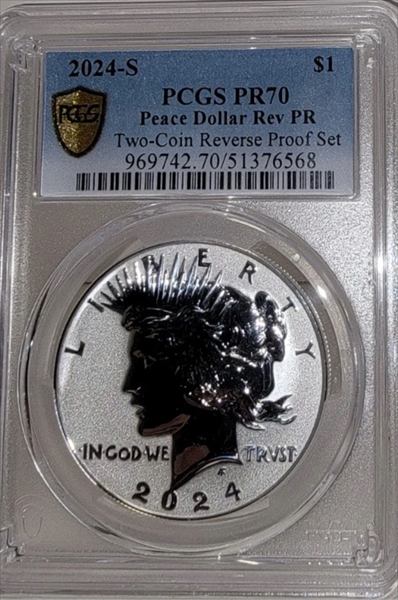 2024-S $1
PCGS PR70
PCGS Peace Dollar Rev PR
Two-Coin Reverse Proof Set
969742.70/51376568
LIBERTY
IN GOD WE TRUST
2024